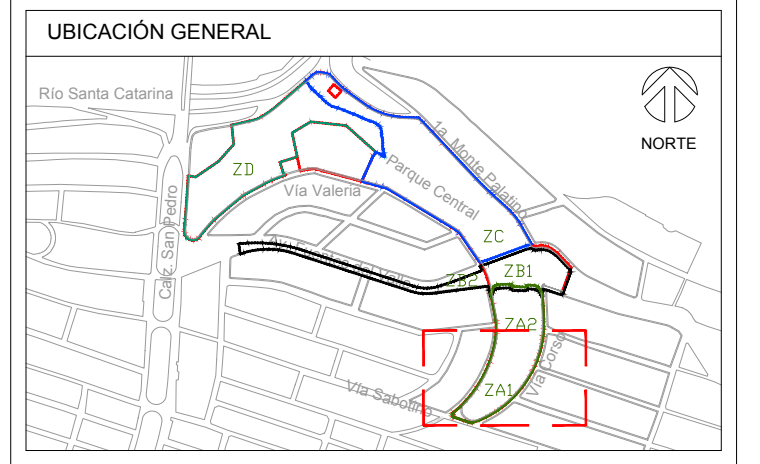 UBICACIÓN GENERAL
Río Santa Catarina
NORTE
1a. Monte Palatino
Parque Central
ZD
Vía Valeria
Calz. San Pedro
ZC
ZB1
ZB2
ZA2
Vía Corso
ZA1
Vía Sabotino